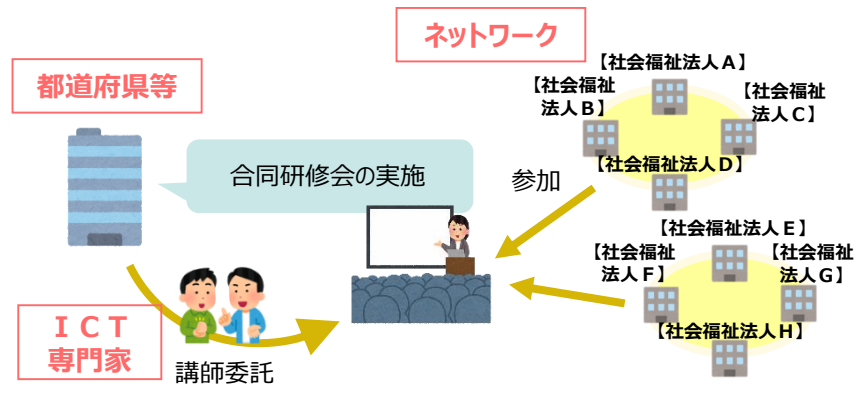 ネットワーク
都道府県等
合同研修会の実施
参加
【社会福祉法人A】
【社会福祉
法人B】
【社会福祉
法人C】
【社会福祉法人D】
【社会福祉法人E】
【社会福祉
法人F】
【社会福祉
法人G】
【社会福祉法人H】
ICT
専門家
講師委託